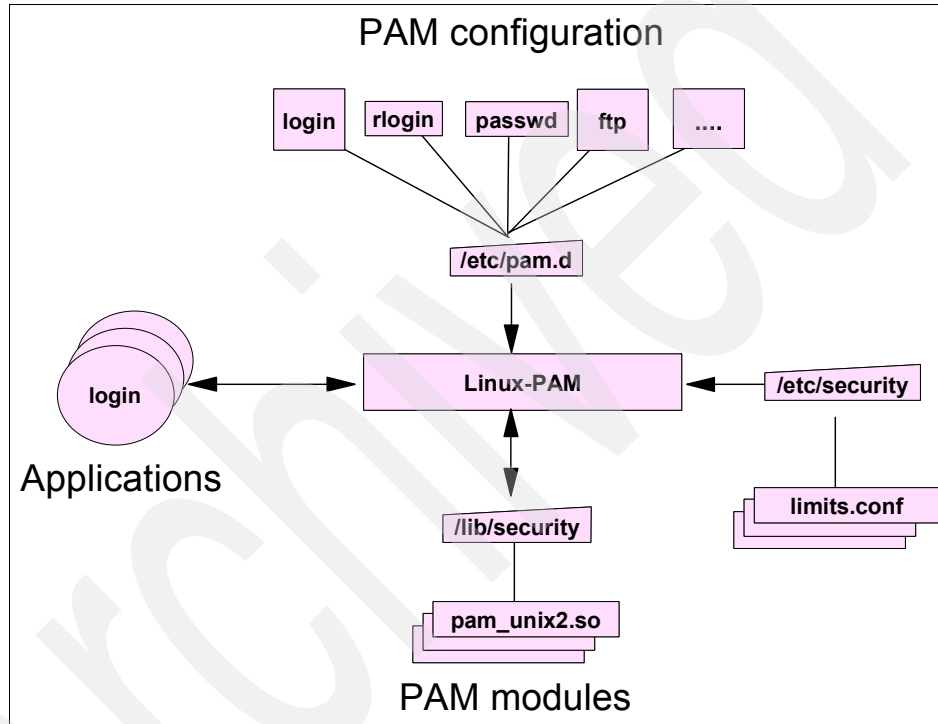 PAM configuration
login
rlogin
passwd
ftp
....
/etc/pam.d
Linux-PAM
login
Applications
/etc/security
limits.conf
/lib/security
pam_unix2.so
PAM modules
rchived